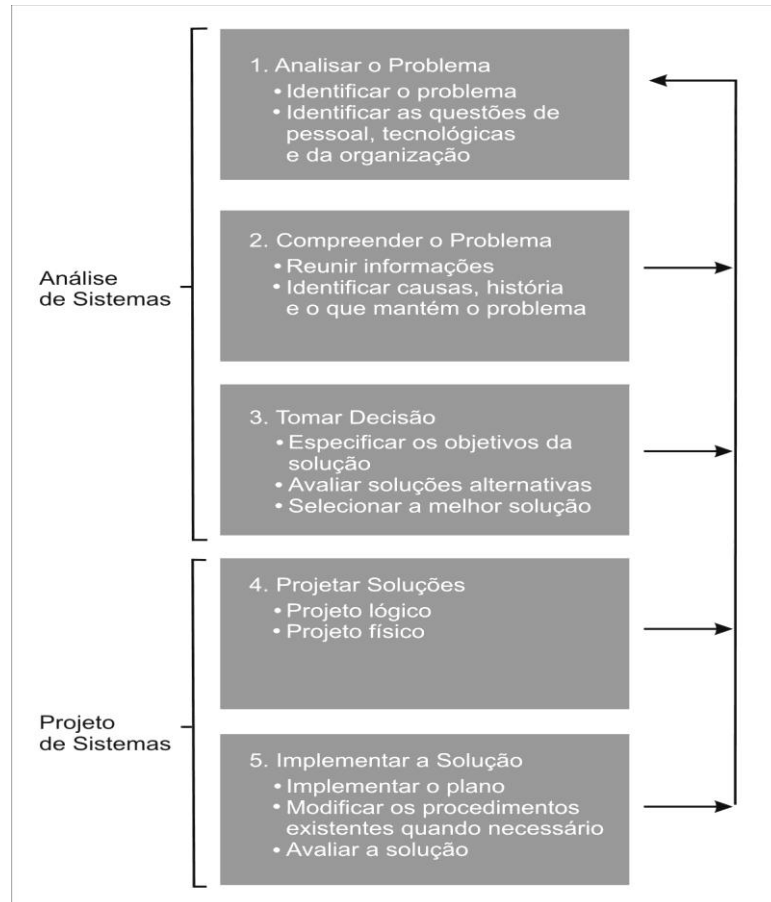 1. Analisar o Problema
• Identificar o problema
• Identificar as questões de
pessoal, tecnológicas
e da organização
2. Compreender o Problema
• Reunir informações
• Identificar causas, história
e o que mantém o problema
Análise
de Sistemas
3. Tomar Decisão
• Especificar os objetivos da
solução
• Avaliar soluções alternativas
• Selecionar a melhor solução
4. Projetar Soluções
• Projeto lógico
• Projeto físico
Projeto
de Sistemas
5. Implementar a Solução
• Implementar o plano
• Modificar os procedimentos
existentes quando necessário
• Avaliar a solução